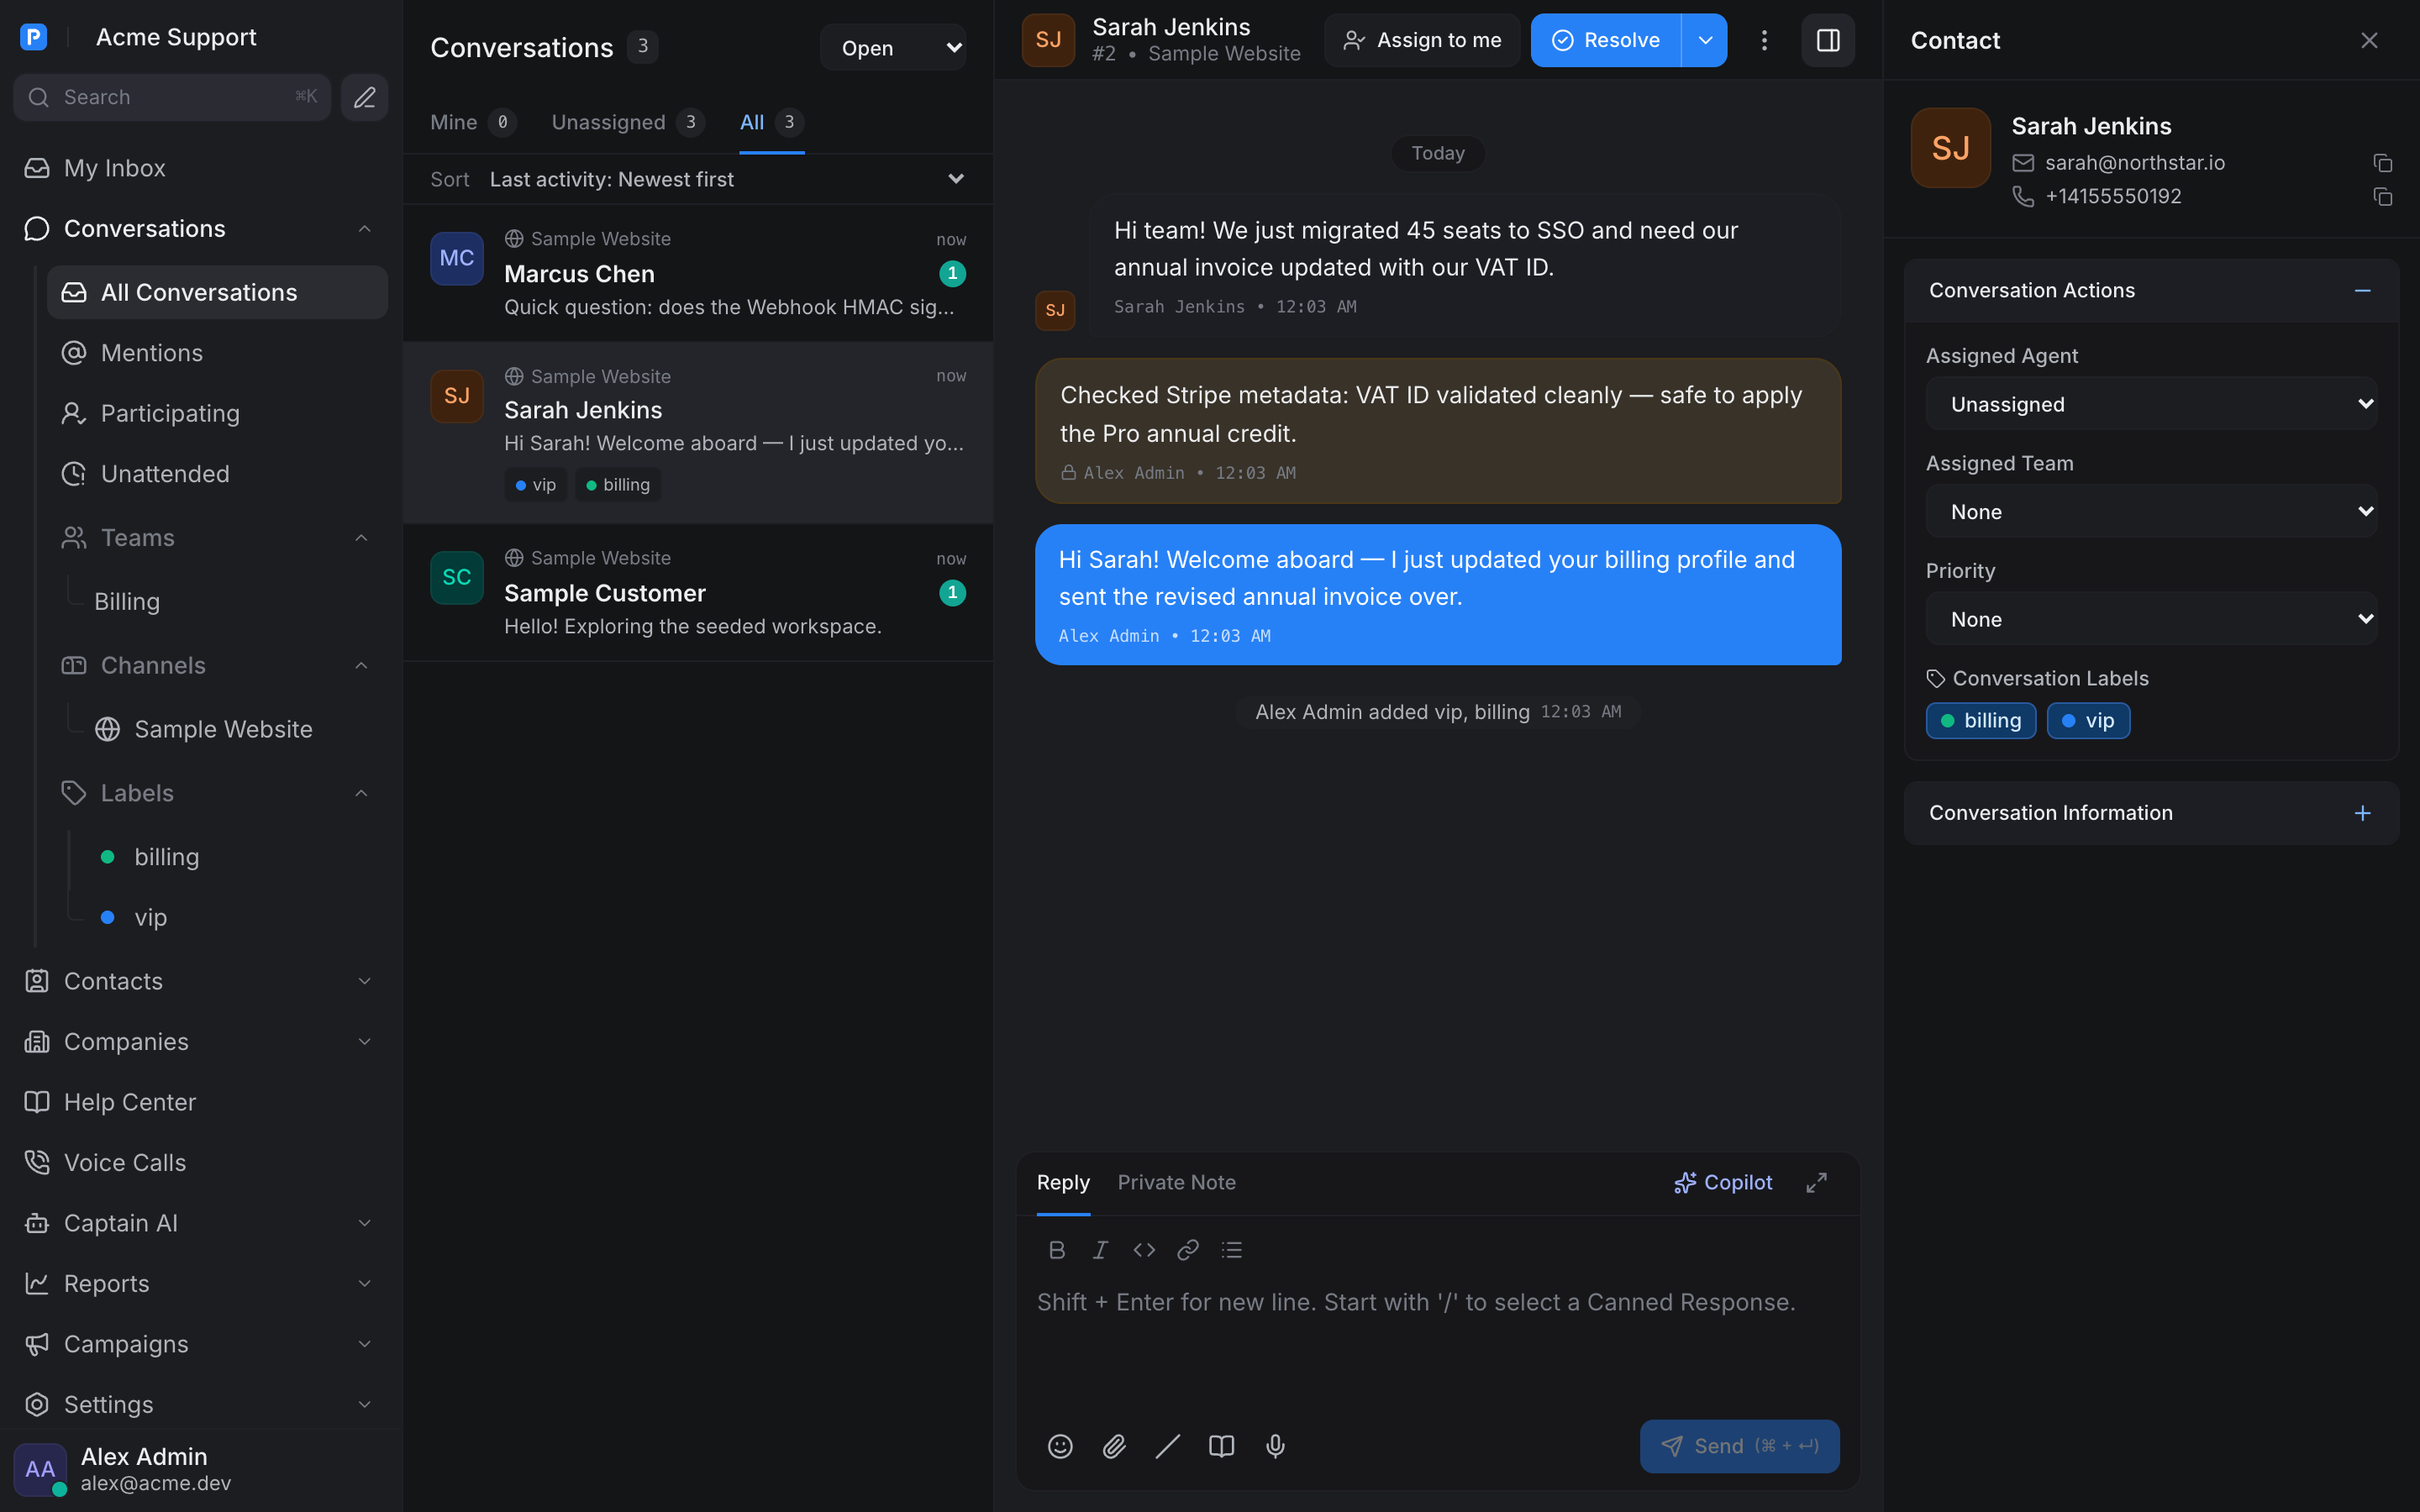 Acme Support
Search ⌘K
My Inbox
Conversations
All Conversations
Mentions
Participating
Unattended
Teams
Billing
Channels
Sample Website
Labels
billing
vip
Contacts
Companies
Help Center
Voice Calls
Captain AI
Reports
Campaigns
Settings
AA
Alex Admin
alex@acme.dev
Conversations 3
Open
Mine 0
Unassigned 3
All 3
Sort Last activity: Newest first
MC
Sample Website now
Marcus Chen 1
Quick question: does the Webhook HMAC sig...
SJ
Sample Website now
Sarah Jenkins
Hi Sarah! Welcome aboard — I just updated yo...
vip billing
SC
Sample Website now
Sample Customer 1
Hello! Exploring the seeded workspace.
SJ
Sarah Jenkins
#2 • Sample Website
Assign to me
Resolve
Today
Hi team! We just migrated 45 seats to SSO and need our
annual invoice updated with our VAT ID.
SJ
Sarah Jenkins • 12:03 AM
Checked Stripe metadata: VAT ID validated cleanly — safe to apply
the Pro annual credit.
Alex Admin • 12:03 AM
Hi Sarah! Welcome aboard — I just updated your billing profile and
sent the revised annual invoice over.
Alex Admin • 12:03 AM
Alex Admin added vip, billing 12:03 AM
Reply
Private Note
Copilot
Shift + Enter for new line. Start with '/' to select a Canned Response.
Send (⌘ + ↵)
Contact
SJ
Sarah Jenkins
sarah@northstar.io
+14155550192
Conversation Actions
Assigned Agent
Unassigned
Assigned Team
None
Priority
None
Conversation Labels
billing vip
Conversation Information